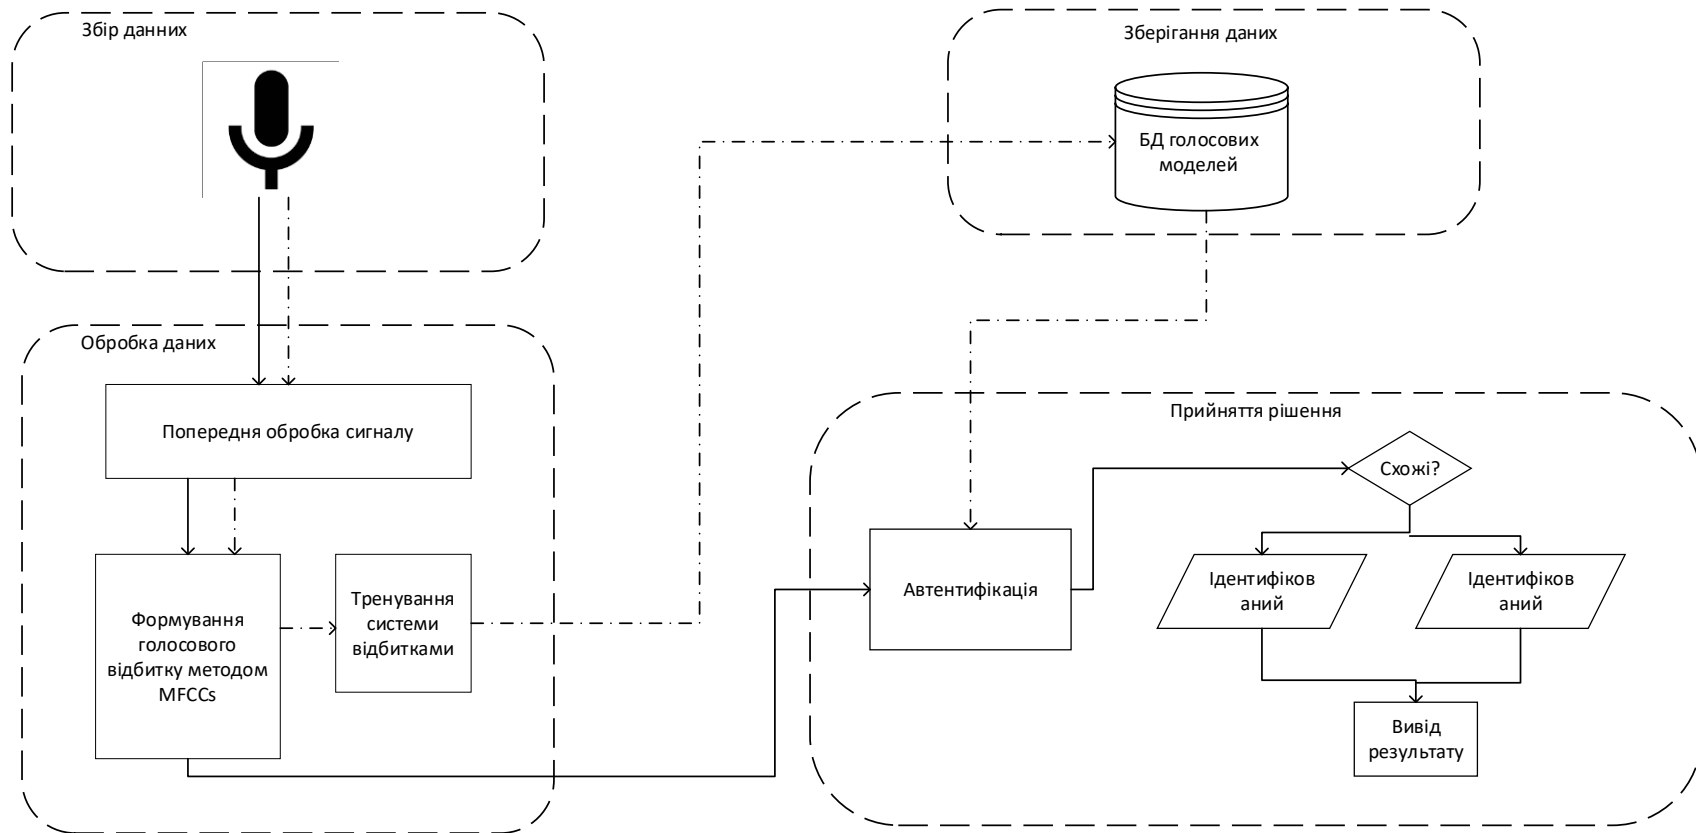 Збір данних
Зберігання даних
БД голосових
моделей
Обробка даних
Попередня обробка сигналу
Формування
голосового
відбитку методом
MFCCs
Тренування
системи
відбитками
Прийняття рішення
Схожі?
Автентифікація
Ідентифіков
аний
Ідентифіков
аний
Вивід
результату